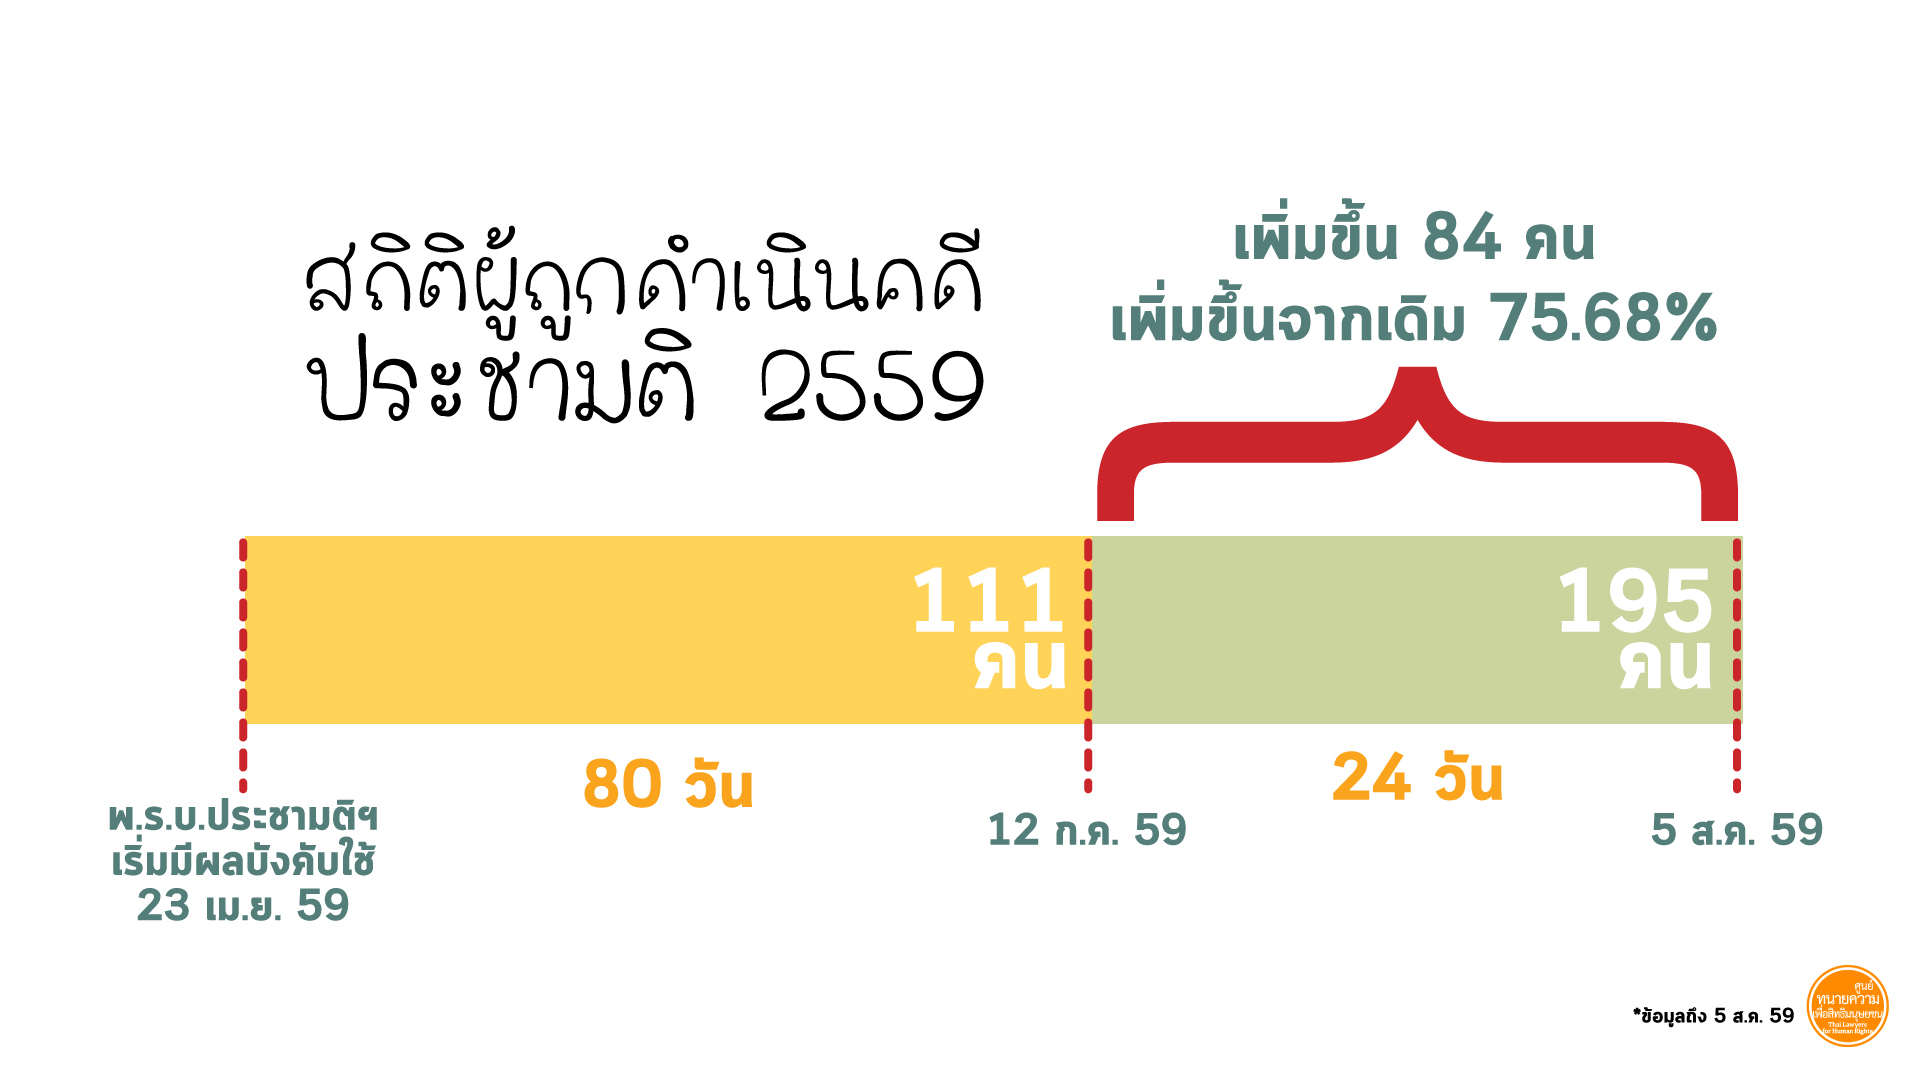 สถิติผู้ถูกดำเนินคดี
ประชามติ 2559
เพิ่มขึ้น 84 คน
เพิ่มขึ้นจากเดิม 75.68%
111
คน
195
คน
80 วัน
24 วัน
พ.ร.บ.ประชามติฯ
เริ่มมีผลบังคับใช้
23 เม.ย. 59
12 ก.ค. 59
5 ส.ค. 59
*ข้อมูลถึง 5 ส.ค. 59
ศูนย์
ทนายความ
เพื่อสิทธิมนุษยชน
Thai Lawyers
for Human Rights